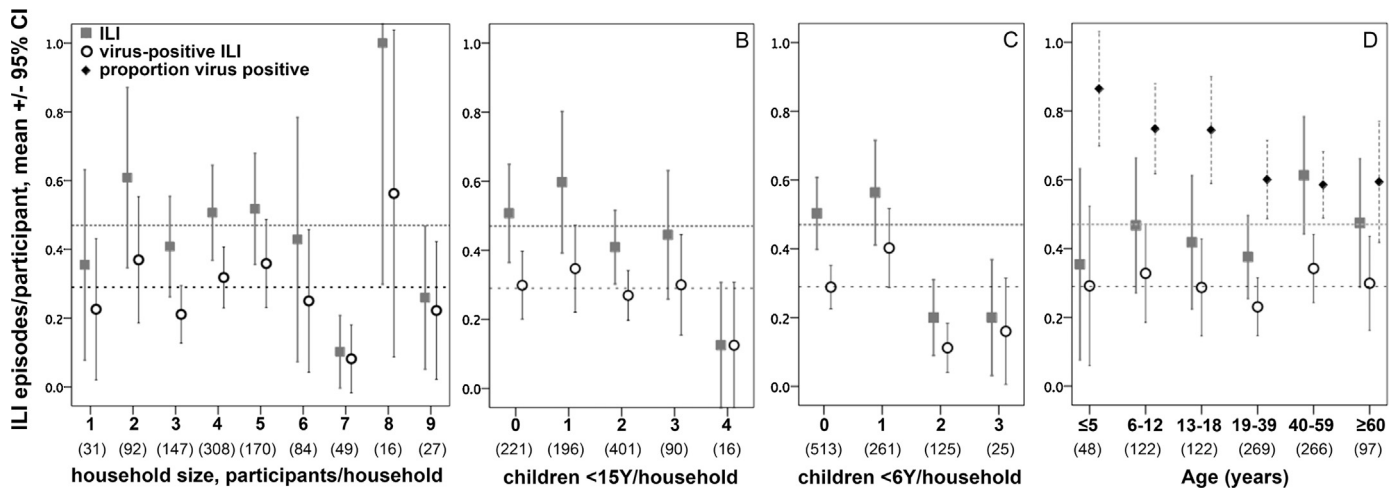 ILI episodes/participant, mean +/- 95% CI
ILI
virus-positive ILI
proportion virus positive
1.0
0.8
0.6
0.4
0.2
0.0
1 2 3 4 5 6 7 8 9
(31) (92) (147) (308) (170) (84) (49) (16) (27)
household size, participants/household
B
1.0
0.8
0.6
0.4
0.2
0.0
0 1 2 3 4
(221) (196) (401) (90) (16)
children <15Y/household
C
1.0
0.8
0.6
0.4
0.2
0.0
0 1 2 3
(513) (261) (125) (25)
children <6Y/household
D
1.0
0.8
0.6
0.4
0.2
0.0
≤5 6-12 13-18 19-39 40-59 ≥60
(48) (122) (122) (269) (266) (97)
Age (years)